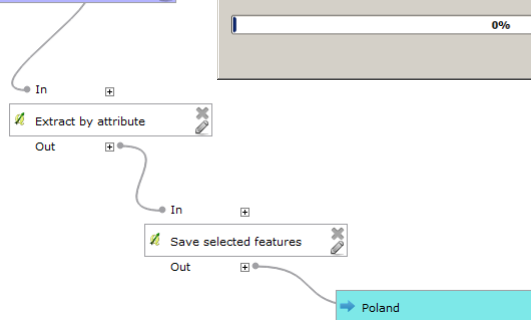 0%
In
Extract by attribute
Out
In
Save selected features
Out
Poland